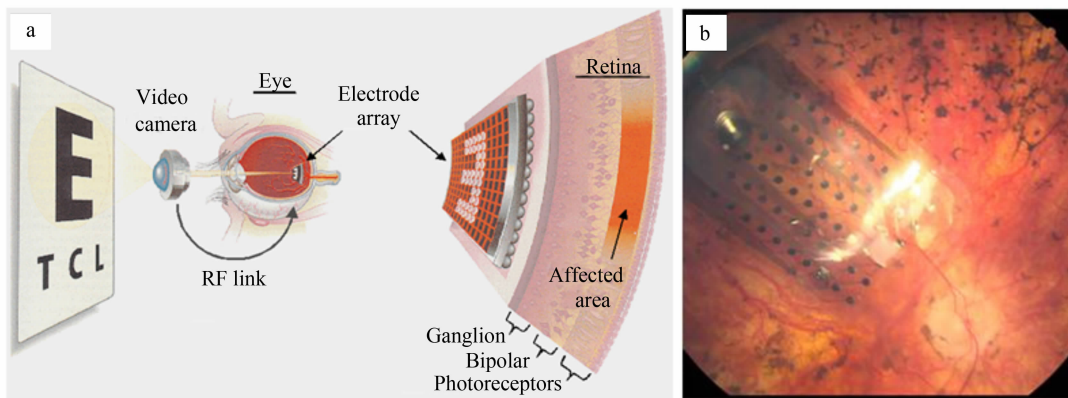 a
E
T C L
Video
camera
Eye
Electrode
array
RF link
Retina
Affected
area
Ganglion
Bipolar
Photoreceptors
b